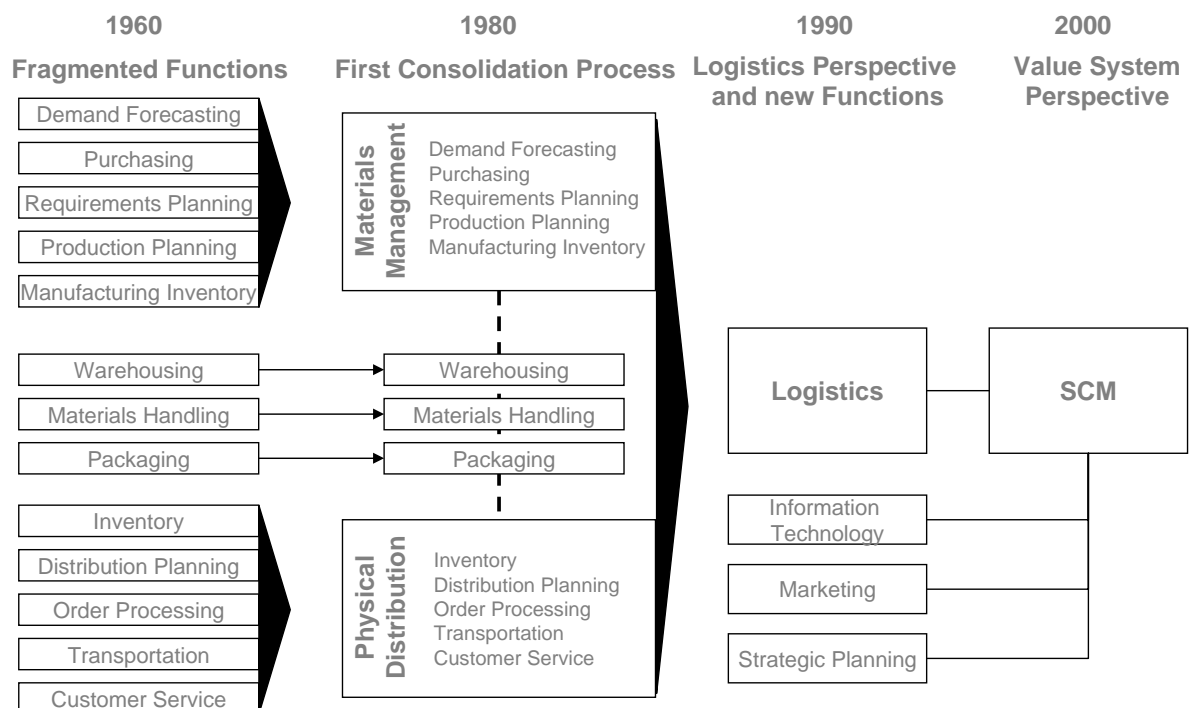 1960
Fragmented Functions
Demand Forecasting
Purchasing
Requirements Planning
Production Planning
Manufacturing Inventory
Warehousing
Materials Handling
Packaging
Inventory
Distribution Planning
Order Processing
Transportation
Customer Service
1980
First Consolidation Process
Materials
Management
Demand Forecasting
Purchasing
Requirements Planning
Production Planning
Manufacturing Inventory
Warehousing
Materials Handling
Packaging
Physical
Distribution
Inventory
Distribution Planning
Order Processing
Transportation
Customer Service
1990
Logistics Perspective
and new Functions
Logistics
Information
Technology
Marketing
Strategic Planning
2000
Value System
Perspective
SCM